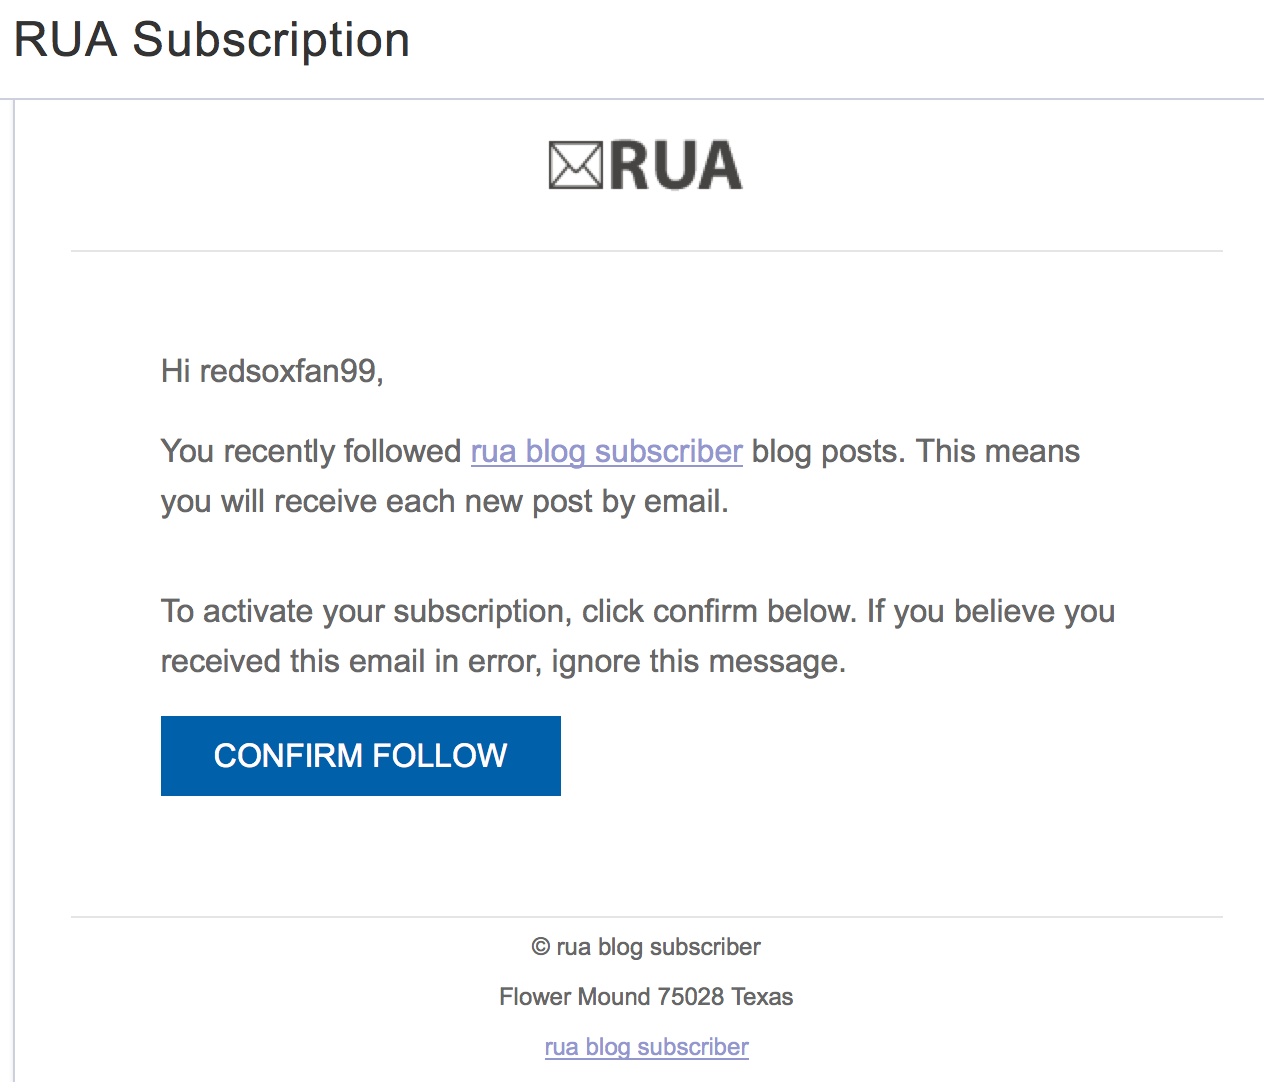 RUA Subscription
RUA
Hi redsoxfan99,
You recently followed rua blog subscriber blog posts. This means
you will receive each new post by email.
To activate your subscription, click confirm below. If you believe you
received this email in error, ignore this message.
CONFIRM FOLLOW
© rua blog subscriber
Flower Mound 75028 Texas
rua blog subscriber